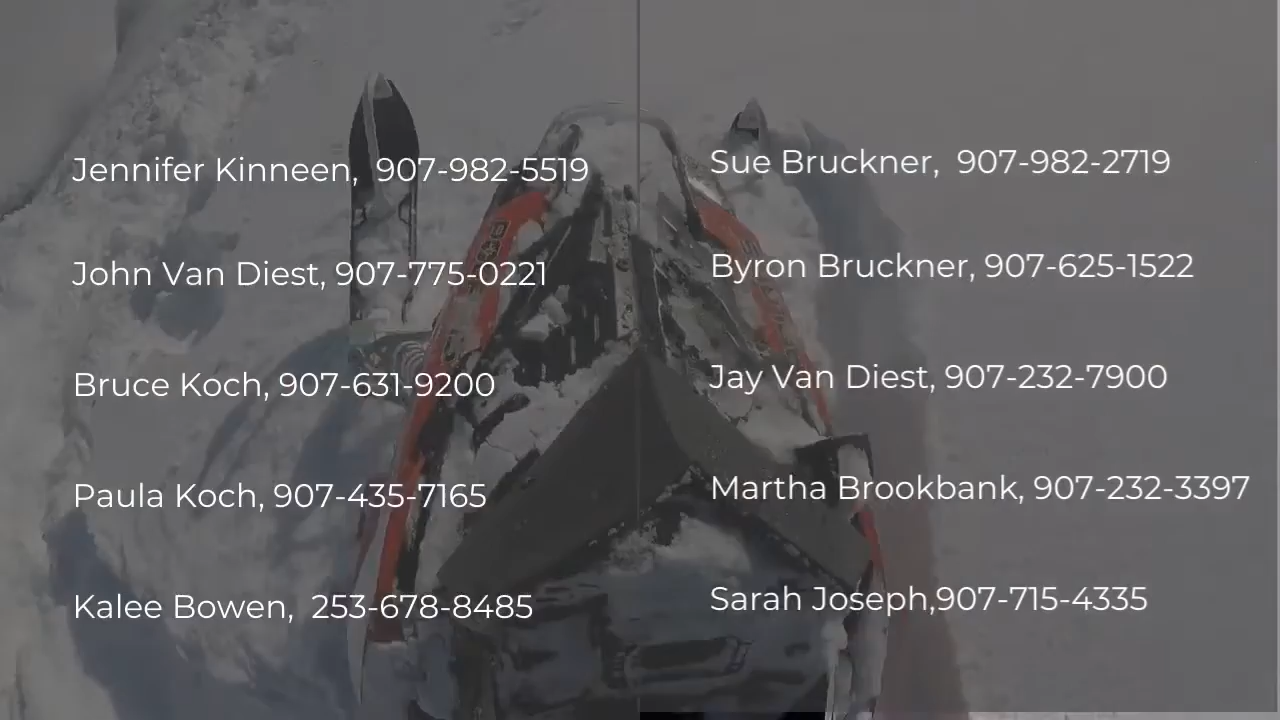 Jennifer Kinneen,  907-982-5519
John Van Diest, 907-775-0221
Bruce Koch, 907-631-9200
Paula Koch, 907-435-7165
Kalee Bowen,  253-678-8485
Sue Bruckner,  907-982-2719
Byron Bruckner, 907-625-1522
Jay Van Diest, 907-232-7900
Martha Brookbank, 907-232-3397
Sarah Joseph,907-715-4335